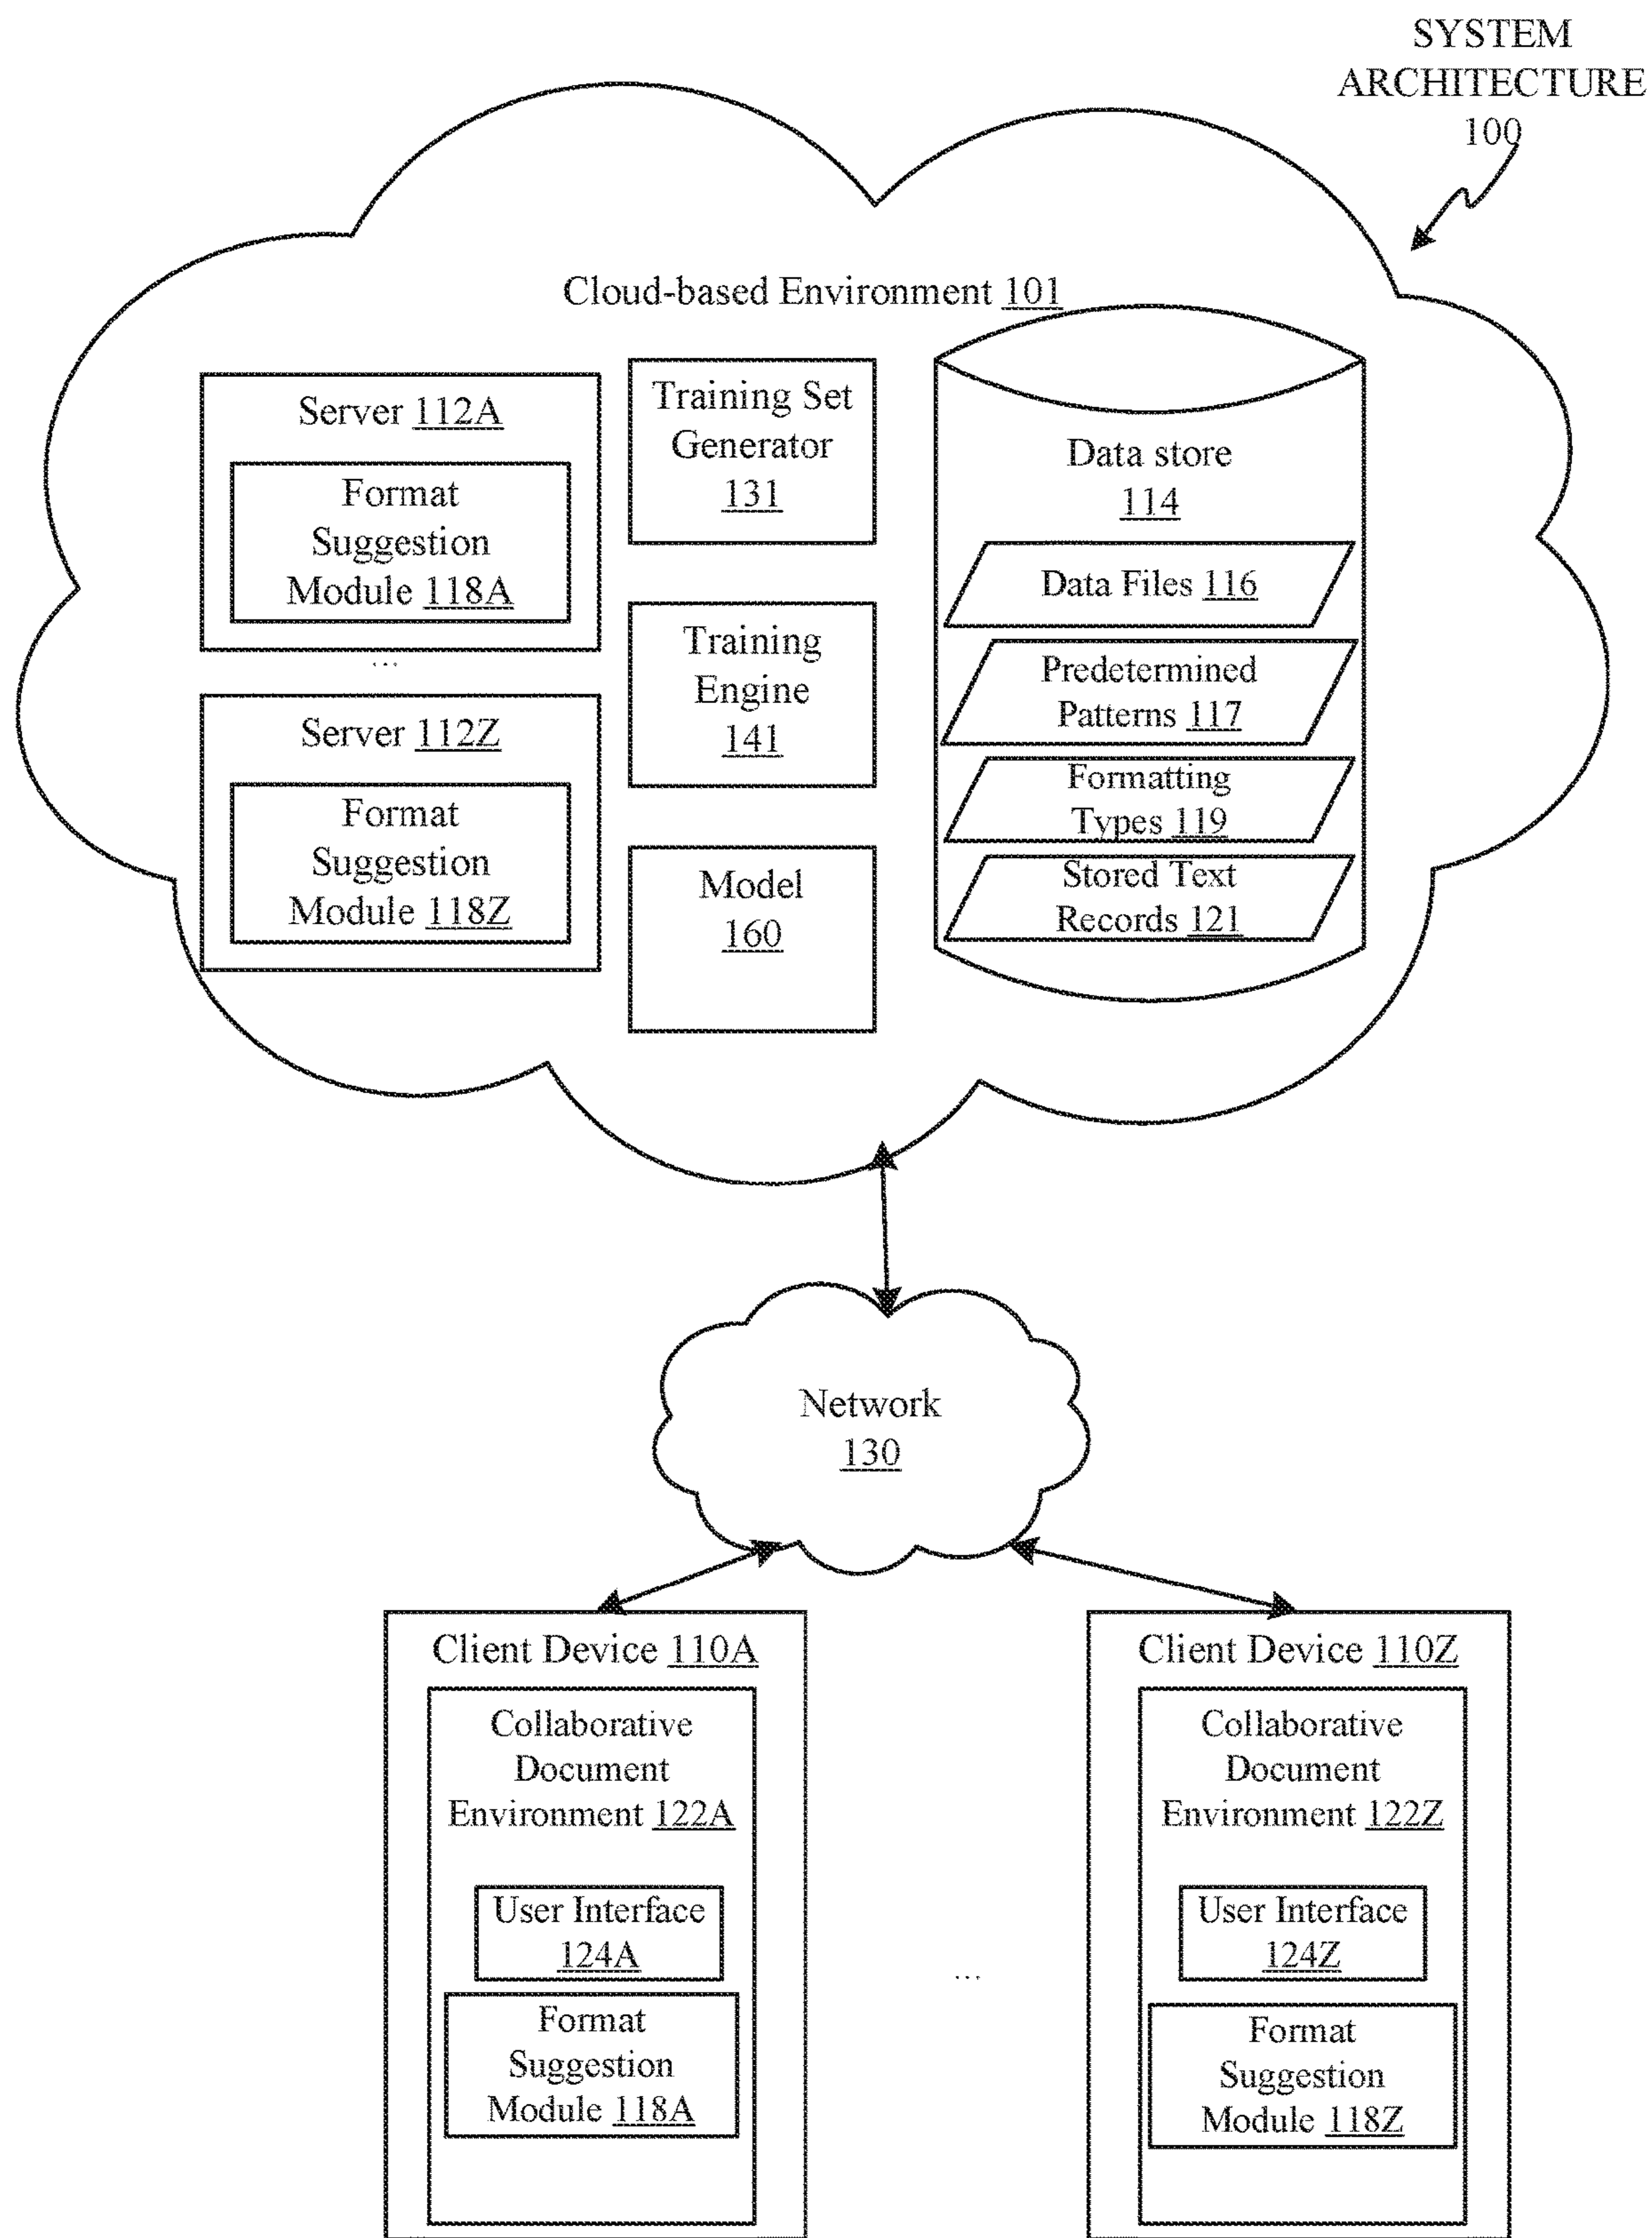 SYSTEM
ARCHITECTURE
100
Cloud-based Environment 101
Server 112A
Format
Suggestion
Module 118A
...
Server 112Z
Format
Suggestion
Module 118Z
Training Set
Generator
131
Training
Engine
141
Model
160
Data store
114
Data Files 116
Predetermined
Patterns 117
Formatting
Types 119
Stored Text
Records 121
Network
130
Client Device 110A
Collaborative
Document
Environment 122A
User Interface
124A
Format
Suggestion
Module 118A
...
Client Device 110Z
Collaborative
Document
Environment 122Z
User Interface
124Z
Format
Suggestion
Module 118Z